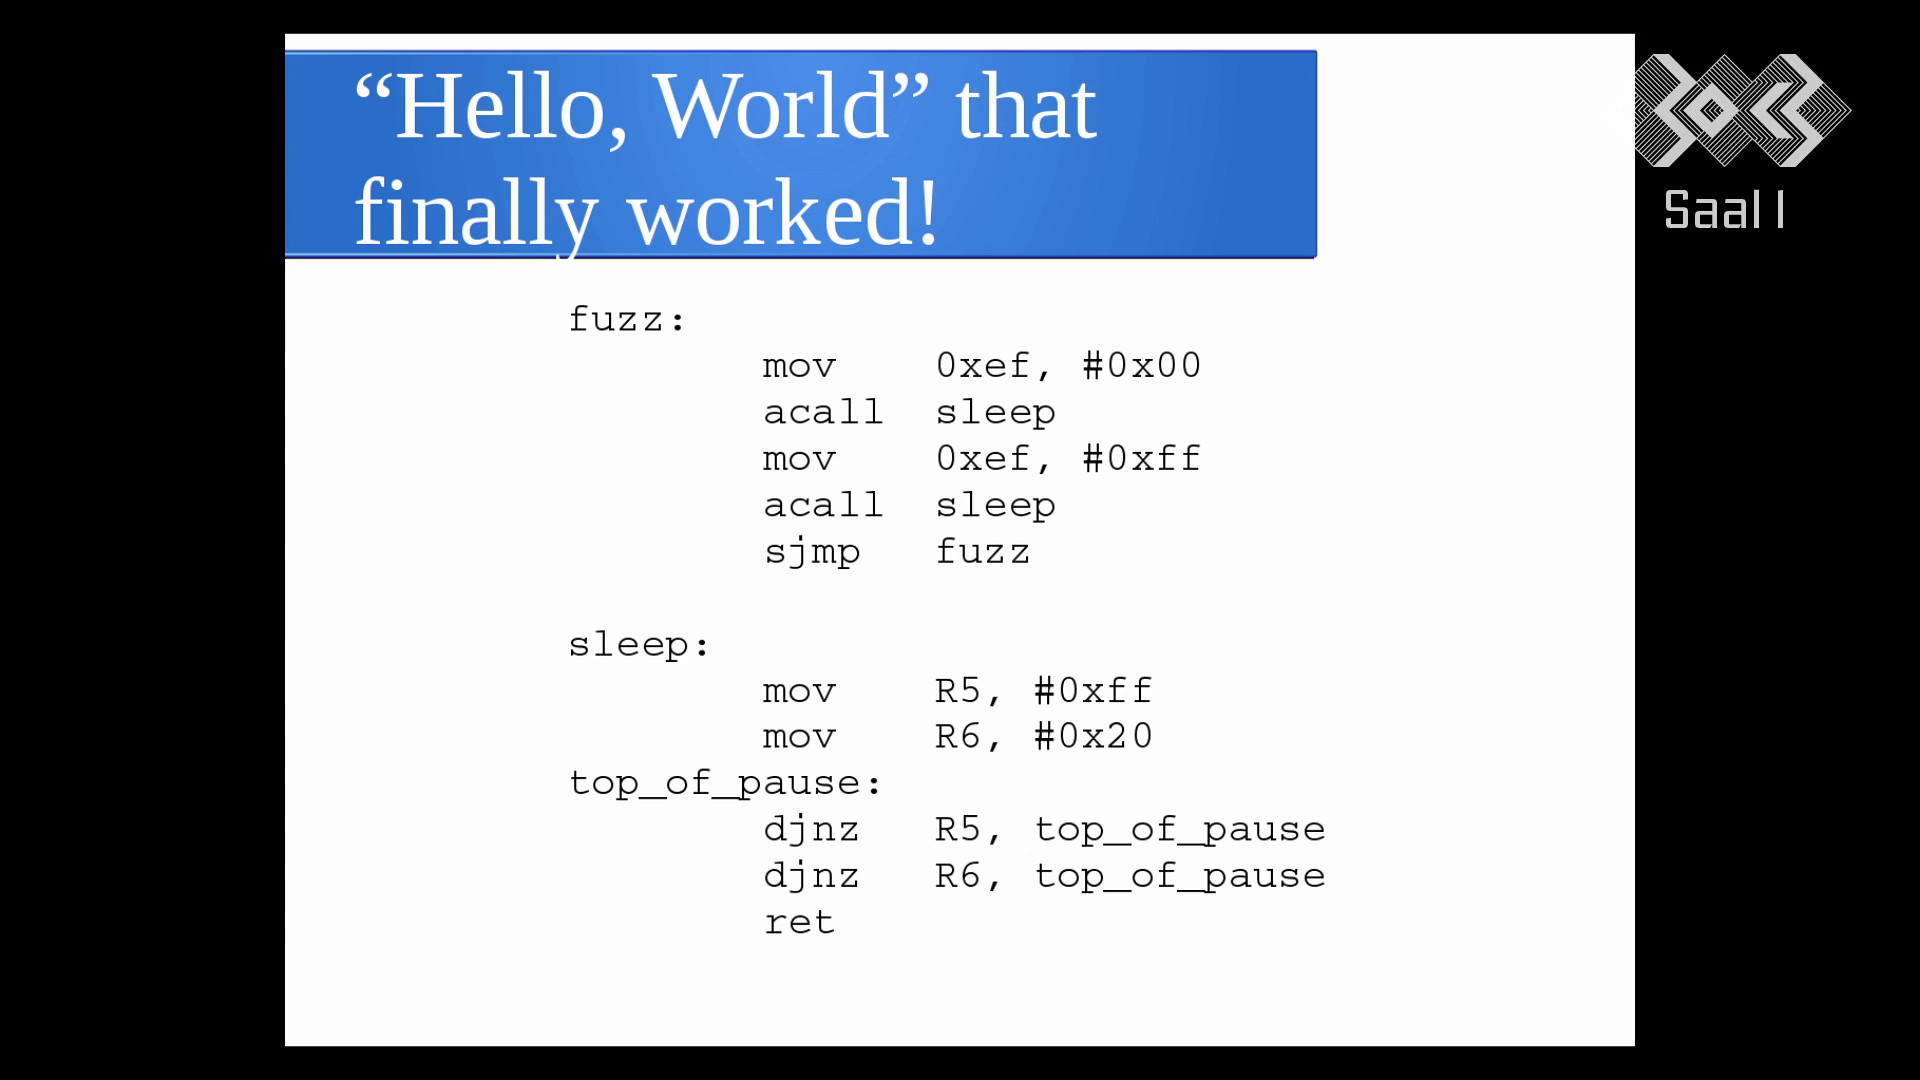 “Hello, World” that
finally worked!
Saal 1
fuzz:
mov 0xef, #0x00
acall sleep
mov 0xef, #0xff
acall sleep
sjmp fuzz
sleep:
mov R5, #0xff
mov R6, #0x20
top_of_pause:
djnz R5, top_of_pause
djnz R6, top_of_pause
ret